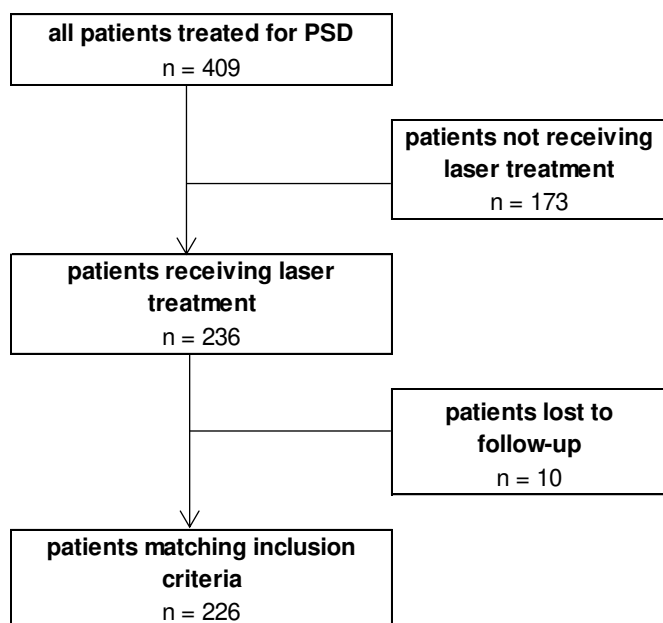 all patients treated for PSD
n = 409
patients not receiving
laser treatment
n = 173
patients receiving laser
treatment
n = 236
patients lost to
follow-up
n = 10
patients matching inclusion
criteria
n = 226